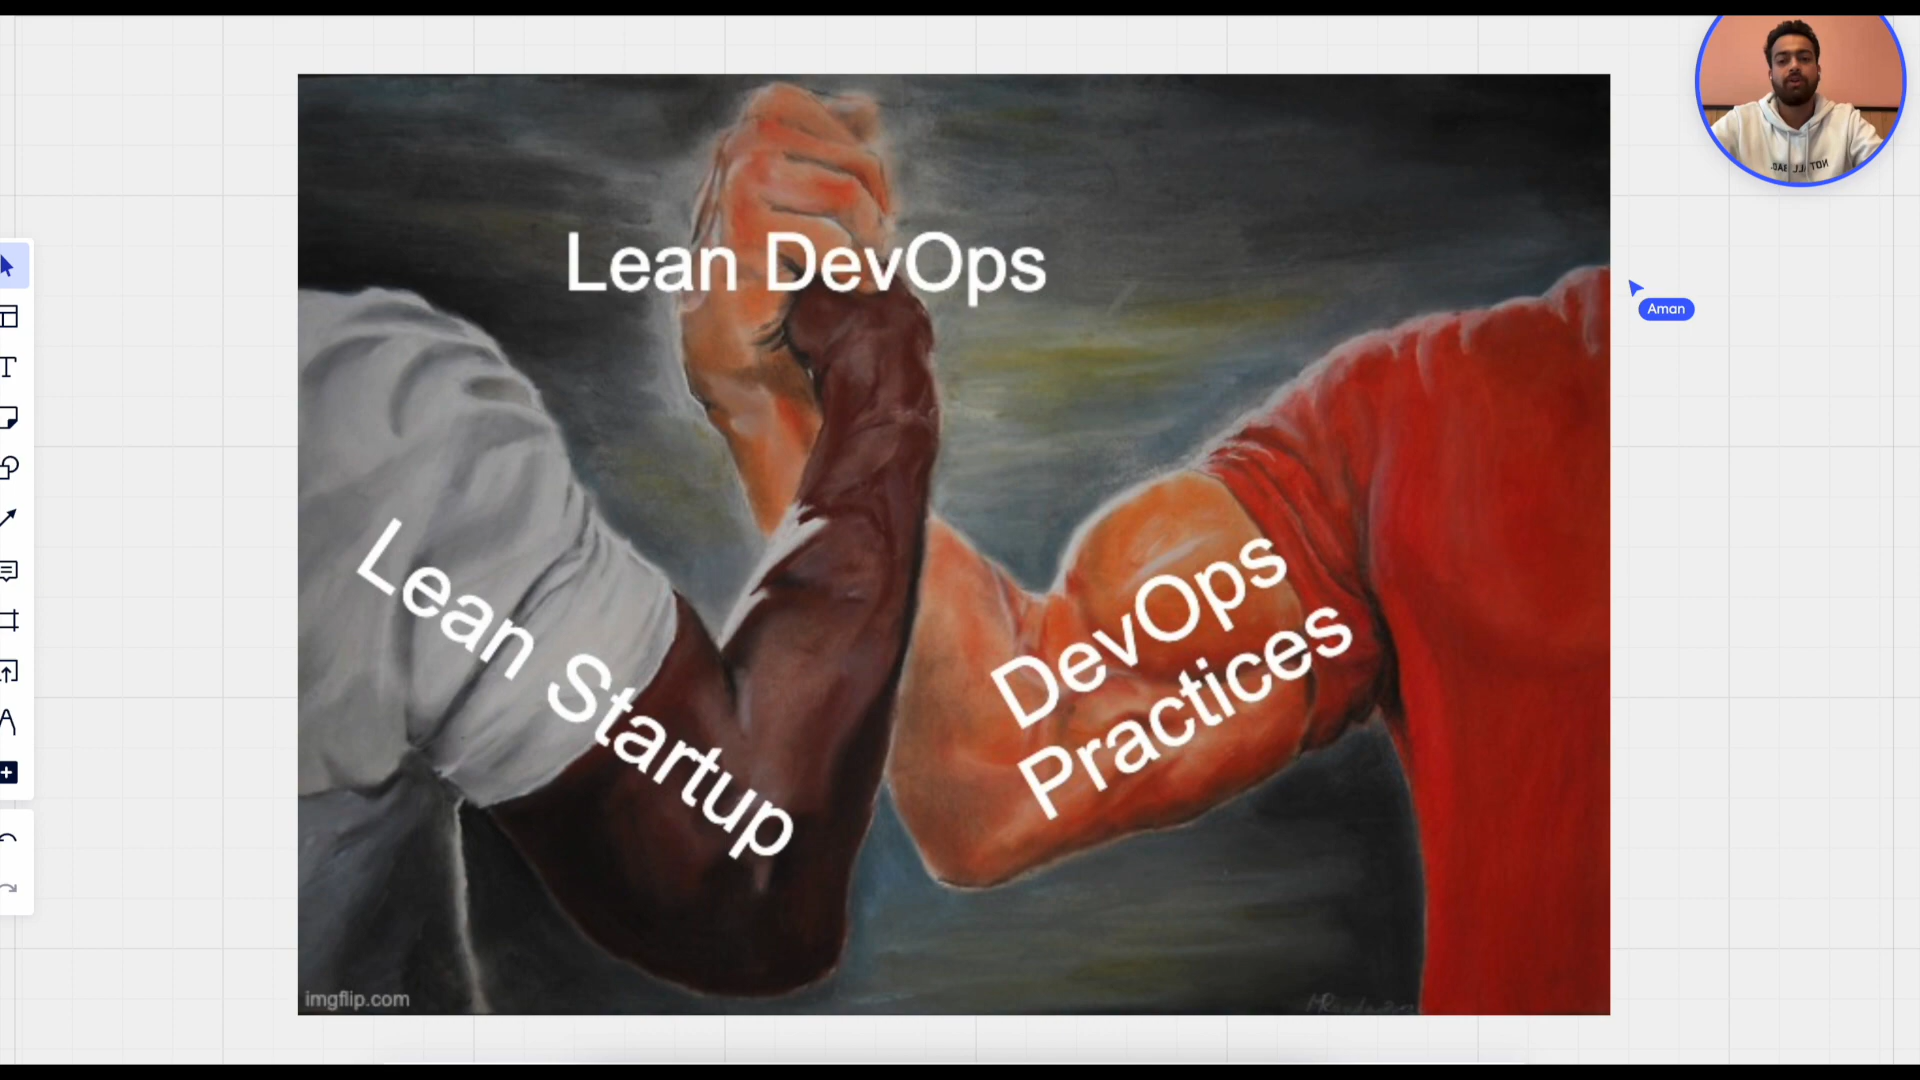 Lean DevOps
Aman
Lean Startup
DevOps
Practices
imgflip.com